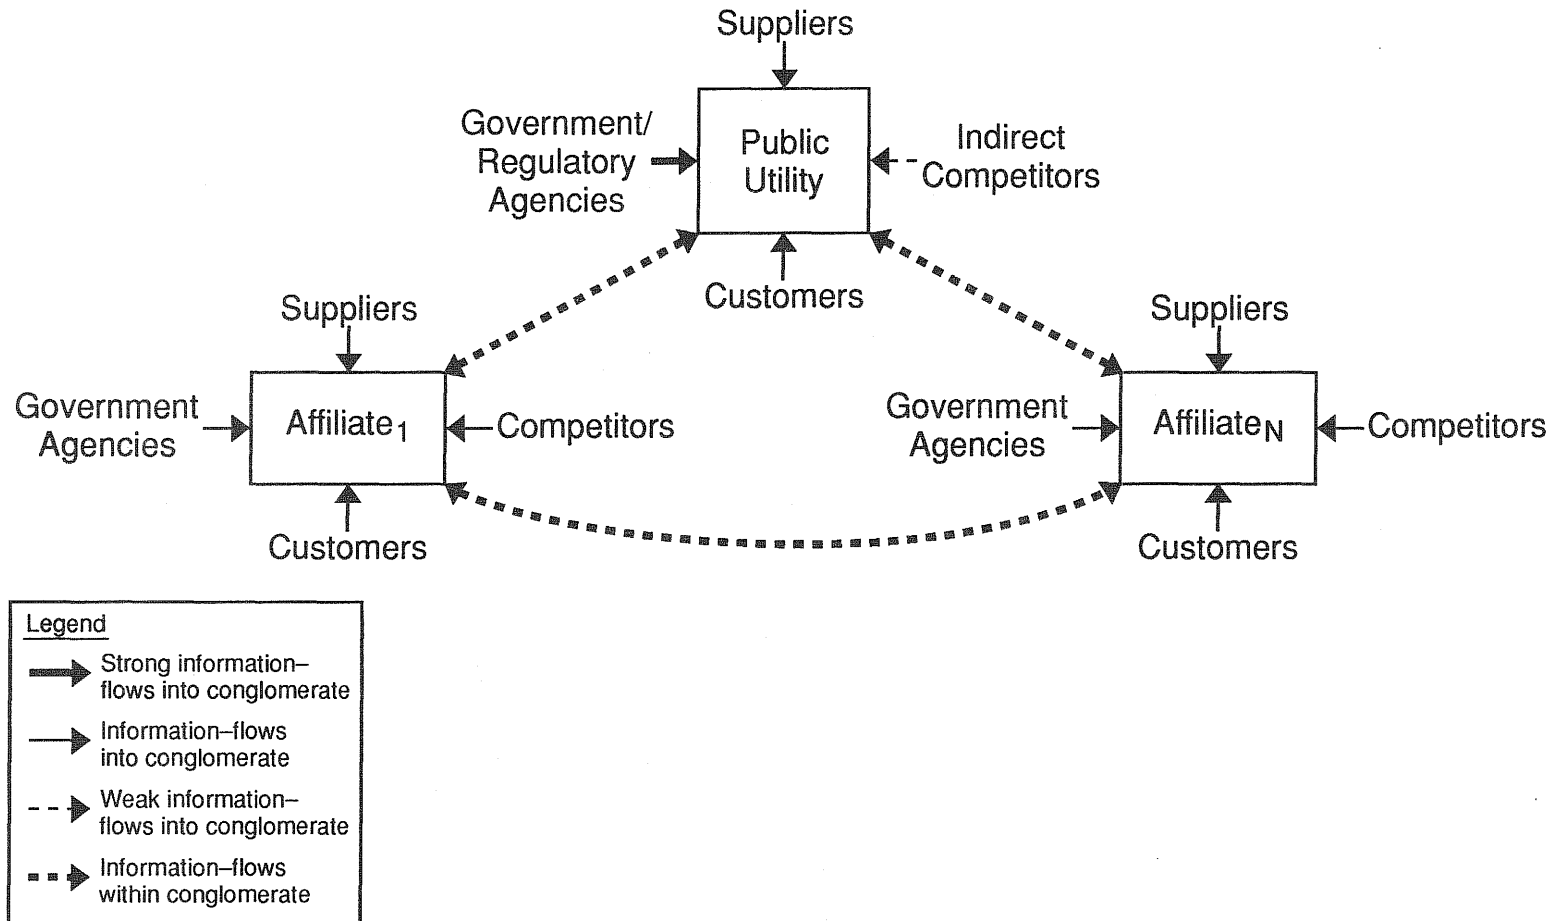 Suppliers
Government/
Regulatory
Agencies
Public
Utility
Indirect
Competitors
Customers
Suppliers
Government
Agencies
Affiliate1
Competitors
Customers
Suppliers
Government
Agencies
AffiliateN
Competitors
Customers
Legend
Strong information–
flows into conglomerate
Information–flows
into conglomerate
Weak information–
flows into conglomerate
Information–flows
within conglomerate